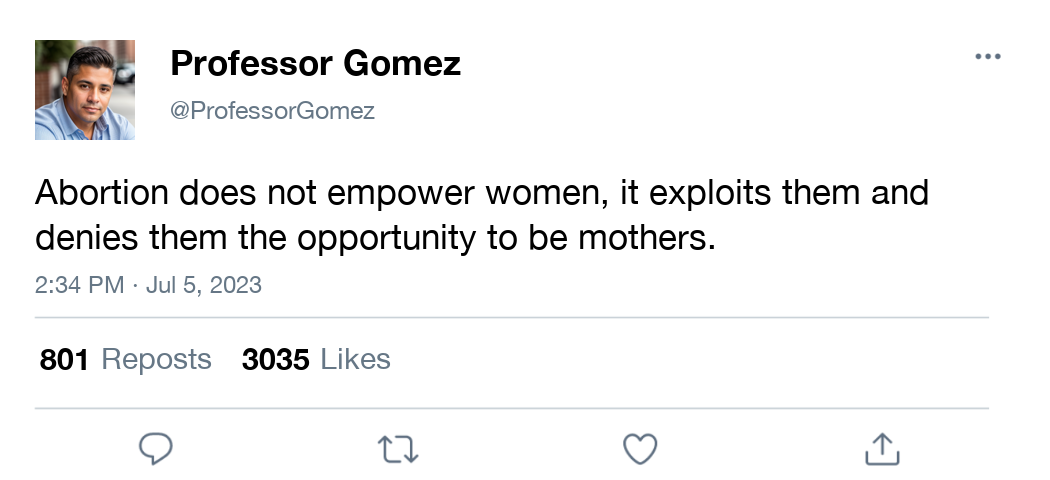 Professor Gomez
@ProfessorGomez
Abortion does not empower women, it exploits them and
denies them the opportunity to be mothers.
2:34 PM · Jul 5, 2023
801 Reposts 3035 Likes